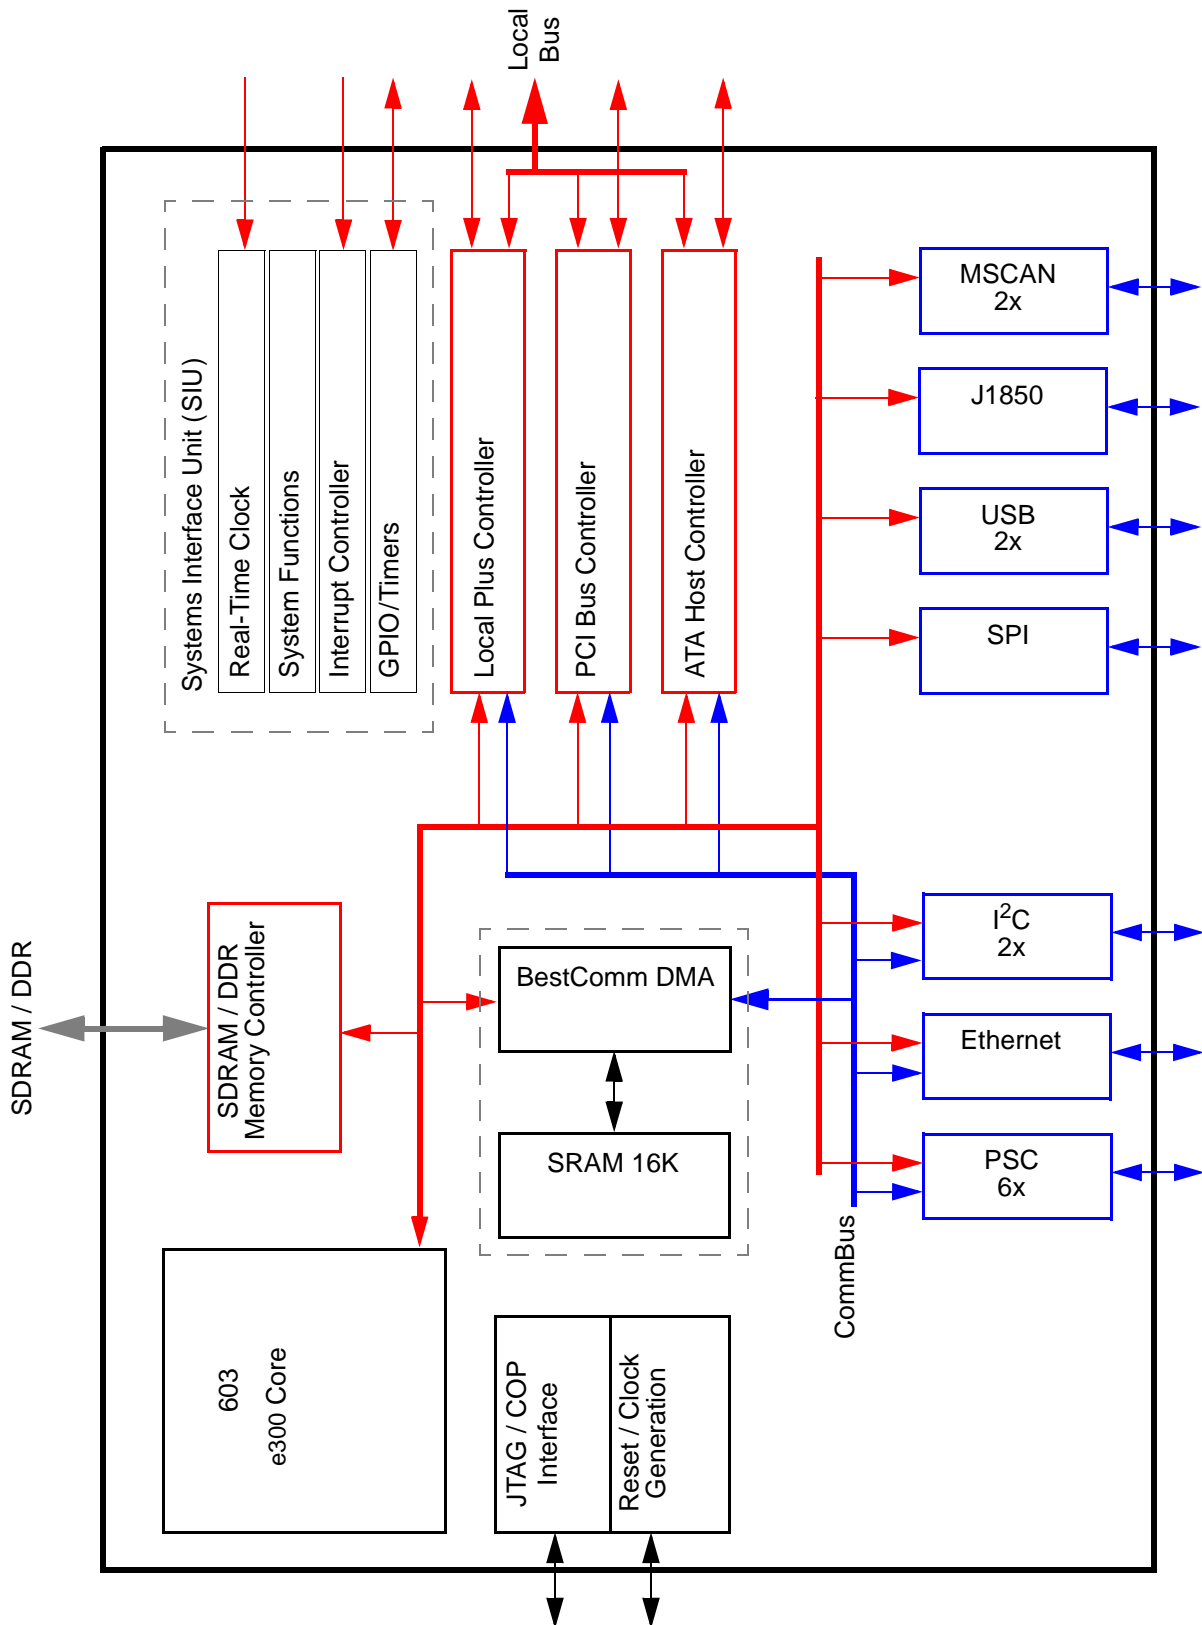 Local
Bus
Systems Interface Unit (SIU)
Real-Time Clock
System Functions
Interrupt Controller
GPIO/Timers
Local Plus Controller
PCI Bus Controller
ATA Host Controller
MSCAN
2x
J1850
USB
2x
SPI
SDRAM / DDR
SDRAM / DDR
Memory Controller
BestComm DMA
SRAM 16K
I²C
2x
Ethernet
PSC
6x
CommBus
603
e300 Core
JTAG / COP
Interface
Reset / Clock
Generation